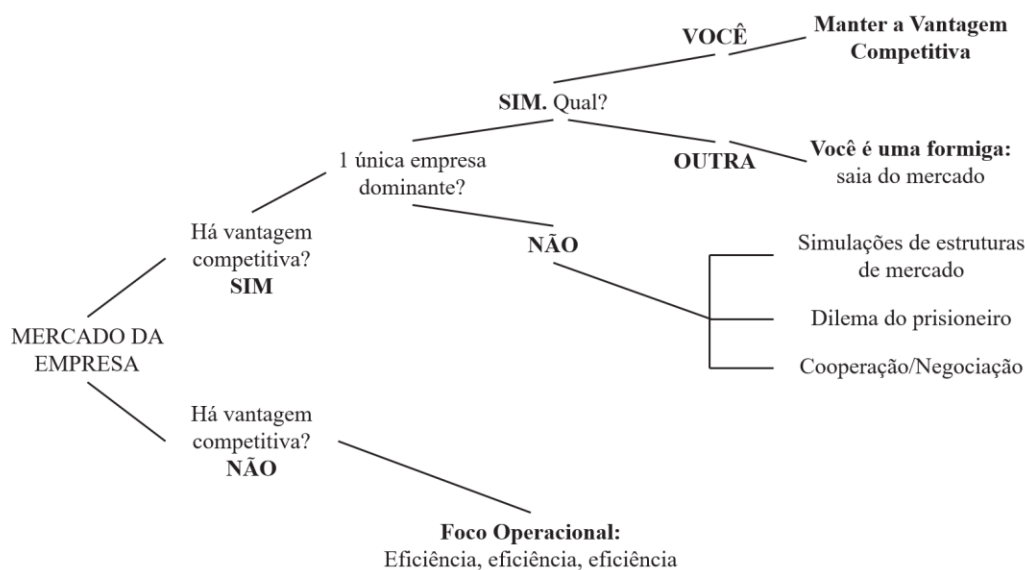 VOCÊ
Manter a Vantagem
Competitiva
SIM. Qual?
1 única empresa
dominante?
OUTRA
Você é uma formiga:
saia do mercado
Há vantagem
competitiva?
SIM
NÃO
Simulações de estruturas
de mercado
Dilema do prisioneiro
Cooperação/Negociação
MERCADO DA
EMPRESA
Há vantagem
competitiva?
NÃO
Foco Operacional:
Eficiência, eficiência, eficiência